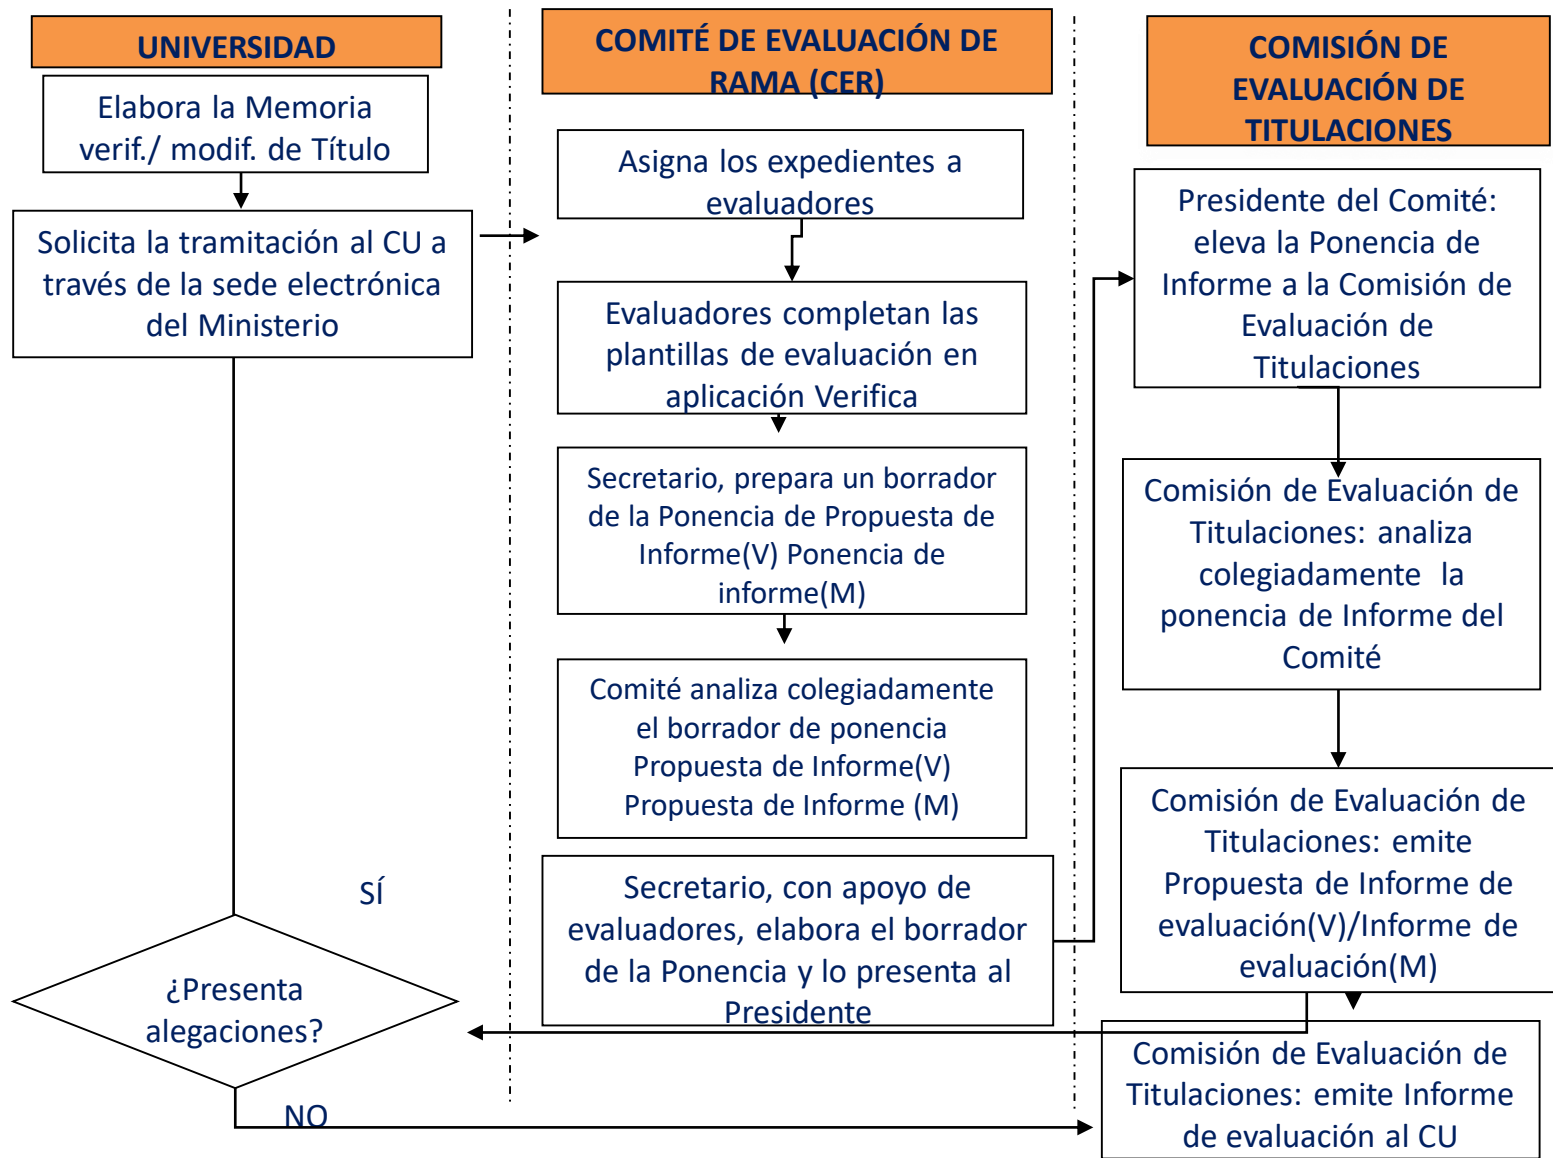 UNIVERSIDAD
Elabora la Memoria
verif./ modif. de Título
Solicita la tramitación al CU a
través de la sede electrónica
del Ministerio
SÍ
¿Presenta
alegaciones?
NO
COMITÉ DE EVALUACIÓN DE
RAMA (CER)
Asigna los expedientes a
evaluadores
Evaluadores completan las
plantillas de evaluación en
aplicación Verifica
Secretario, prepara un borrador
de la Ponencia de Propuesta de
Informe(V) Ponencia de
informe(M)
Comité analiza colegiadamente
el borrador de ponencia
Propuesta de Informe(V)
Propuesta de Informe (M)
Secretario, con apoyo de
evaluadores, elabora el borrador
de la Ponencia y lo presenta al
Presidente
COMISIÓN DE
EVALUACIÓN DE
TITULACIONES
Presidente del Comité:
eleva la Ponencia de
Informe a la Comisión de
Evaluación de
Titulaciones
Comisión de Evaluación de
Titulaciones: analiza
colegiadamente la
ponencia de Informe del
Comité
Comisión de Evaluación de
Titulaciones: emite
Propuesta de Informe de
evaluación(V)/Informe de
evaluación(M)
Comisión de Evaluación de
Titulaciones: emite Informe
de evaluación al CU